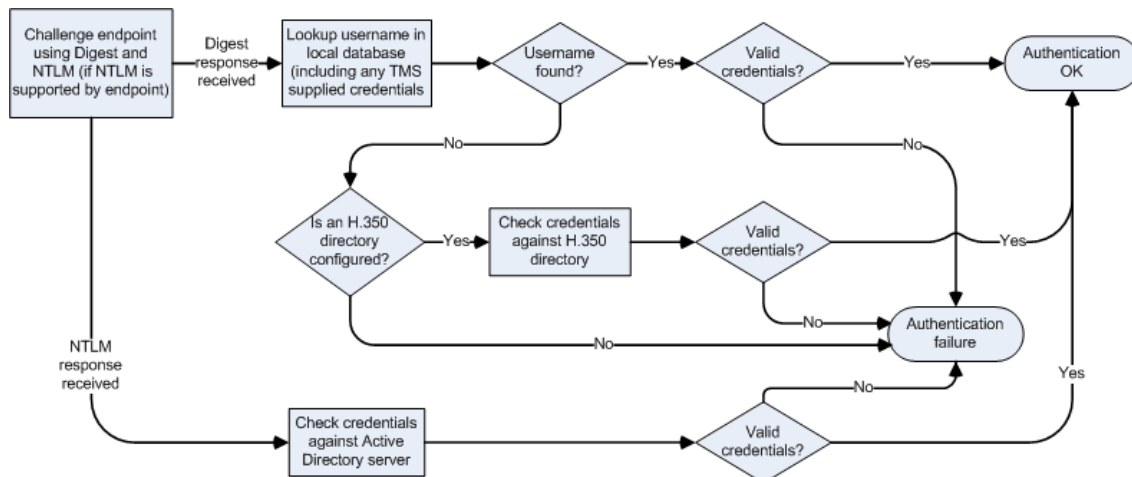 Challenge endpoint
using Digest and
NTLM (if NTLM is
supported by endpoint)
Digest
response
received
Lookup username in
local database
(including any TMS
supplied credentials
Username
found?
Yes
Valid
credentials?
Yes
Authentication
OK
No
No
Is an H.350
directory
configured?
Yes
Check credentials
against H.350
directory
Valid
credentials?
Yes
No
Authentication
failure
No
NTLM
response
received
No
Yes
Check credentials
against Active
Directory server
Valid
credentials?